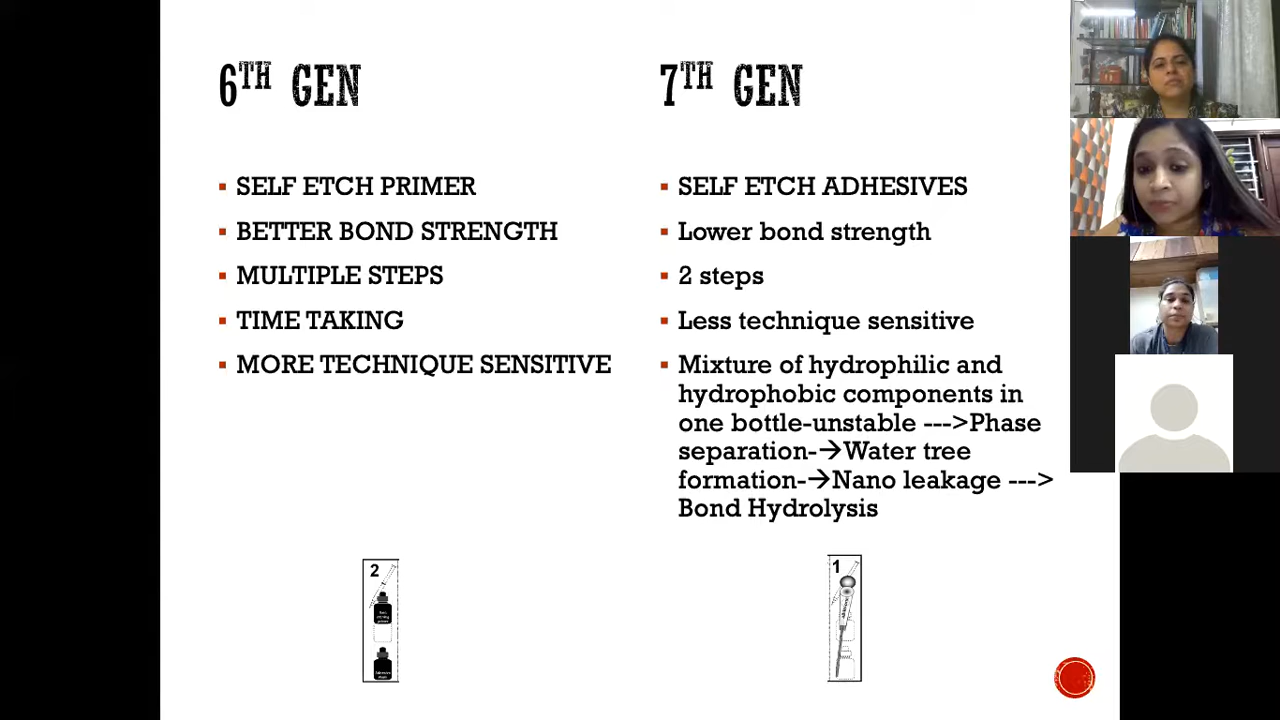 6TH GEN
SELF ETCH PRIMER
BETTER BOND STRENGTH
MULTIPLE STEPS
TIME TAKING
MORE TECHNIQUE SENSITIVE
2
7TH GEN
SELF ETCH ADHESIVES
Lower bond strength
2 steps
Less technique sensitive
Mixture of hydrophilic and
hydrophobic components in
one bottle-unstable --->Phase
separation-→Water tree
formation-→Nano leakage --->
Bond Hydrolysis
1